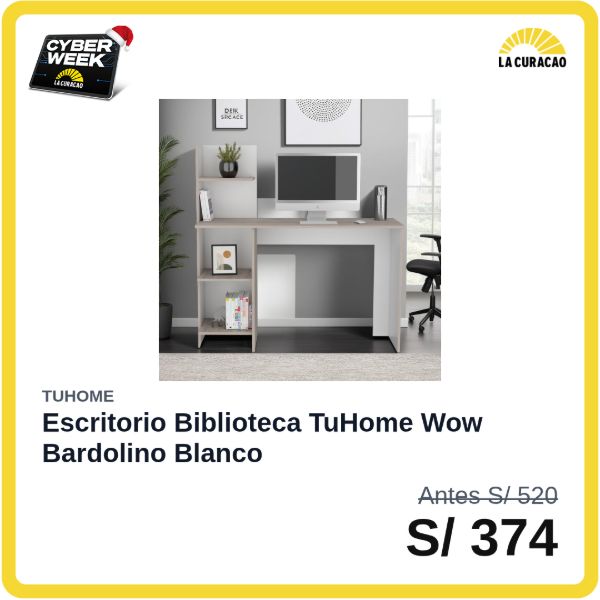 CYBER
WEEK
LA CURACAO
LA CURACAO
TUHOME
Escritorio Biblioteca TuHome Wow
Bardolino Blanco
Antes S/ 520
S/ 374